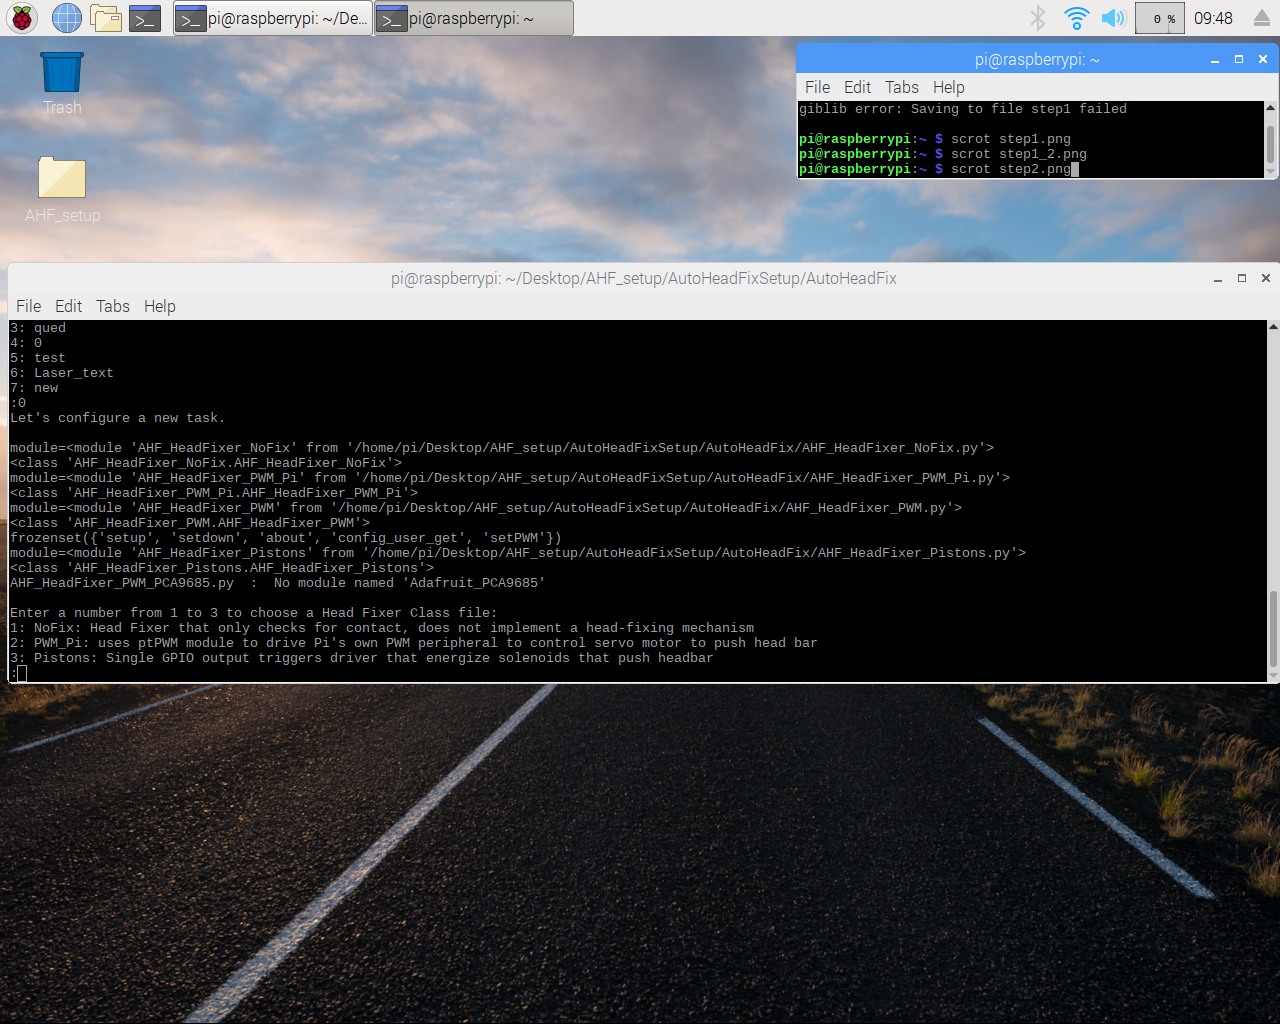 pi@raspberrypi: ~/De...
pi@raspberrypi: ~
0 %
09:48
Trash
AHF_setup
pi@raspberrypi: ~
File Edit Tabs Help
giblib error: Saving to file step1 failed
pi@raspberrypi:~ $ scrot step1.png
pi@raspberrypi:~ $ scrot step1_2.png
pi@raspberrypi:~ $ scrot step2.png
pi@raspberrypi: ~/Desktop/AHF_setup/AutoHeadFixSetup/AutoHeadFix
File Edit Tabs Help
3: qued
4: 0
5: test
6: Laser_text
7: new
:0
Let's configure a new task.
module=<module 'AHF_HeadFixer_NoFix' from '/home/pi/Desktop/AHF_setup/AutoHeadFixSetup/AutoHeadFix/AHF_HeadFixer_NoFix.py'>
<class 'AHF_HeadFixer_NoFix.AHF_HeadFixer_NoFix'>
module=<module 'AHF_HeadFixer_PWM_Pi' from '/home/pi/Desktop/AHF_setup/AutoHeadFixSetup/AutoHeadFix/AHF_HeadFixer_PWM_Pi.py'>
<class 'AHF_HeadFixer_PWM_Pi.AHF_HeadFixer_PWM_Pi'>
module=<module 'AHF_HeadFixer_PWM' from '/home/pi/Desktop/AHF_setup/AutoHeadFixSetup/AutoHeadFix/AHF_HeadFixer_PWM.py'>
<class 'AHF_HeadFixer_PWM.AHF_HeadFixer_PWM'>
frozenset({'setup', 'setdown', 'about', 'config_user_get', 'setPWM'})
module=<module 'AHF_HeadFixer_Pistons' from '/home/pi/Desktop/AHF_setup/AutoHeadFixSetup/AutoHeadFix/AHF_HeadFixer_Pistons.py'>
<class 'AHF_HeadFixer_Pistons.AHF_HeadFixer_Pistons'>
AHF_HeadFixer_PWM_PCA9685.py  :  No module named 'Adafruit_PCA9685'
Enter a number from 1 to 3 to choose a Head Fixer Class file:
1: NoFix: Head Fixer that only checks for contact, does not implement a head-fixing mechanism
2: PWM_Pi: uses ptPWM module to drive Pi's own PWM peripheral to control servo motor to push head bar
3: Pistons: Single GPIO output triggers driver that energize solenoids that push headbar
: